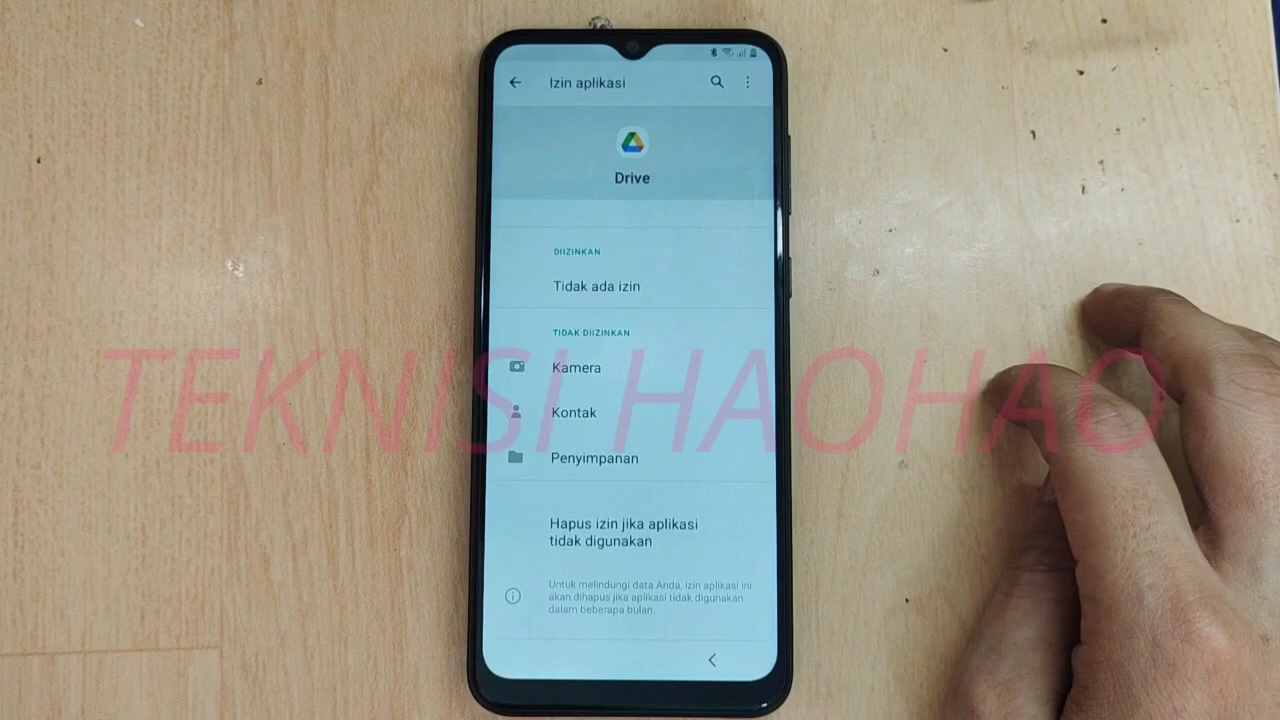 Izin aplikasi
Drive
DIIZINKAN
Tidak ada izin
TIDAK DIIZINKAN
Kamera
TEKNISI HAOHAO
Kontak
Penyimpanan
Hapus izin jika aplikasi
tidak digunakan
Untuk melindungi data Anda, izin aplikasi ini
akan dihapus jika aplikasi tidak digunakan
dalam beberapa bulan.